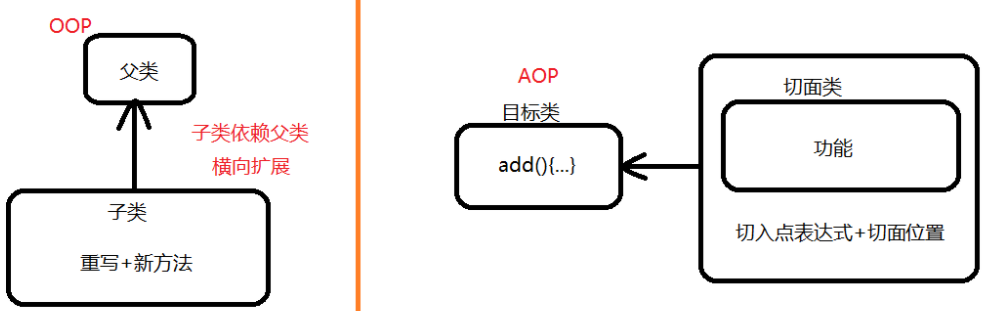 OOP
父类
子类依赖父类
横向扩展
子类
重写+新方法
AOP
目标类
add(){...}
切面类
功能
切入点表达式+切面位置